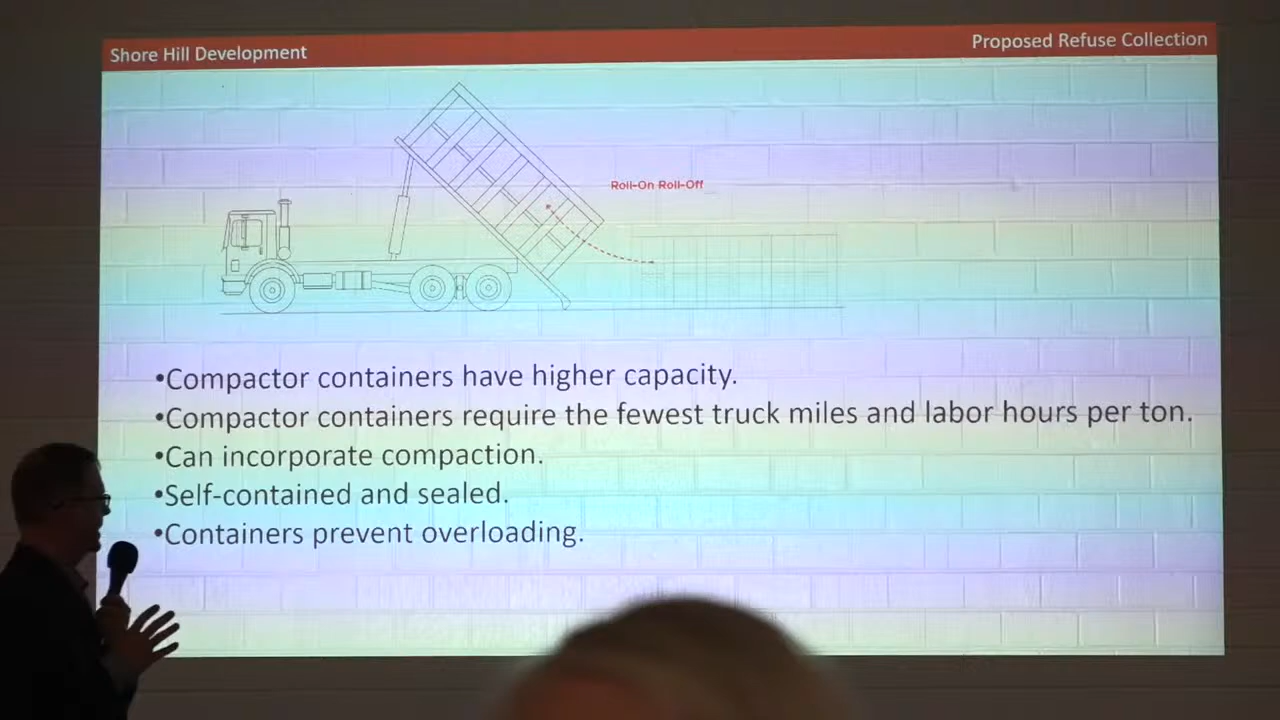 Shore Hill Development
Proposed Refuse Collection
Roll-On Roll-Off
•Compactor containers have higher capacity.
•Compactor containers require the fewest truck miles and labor hours per ton.
•Can incorporate compaction.
•Self-contained and sealed.
•Containers prevent overloading.